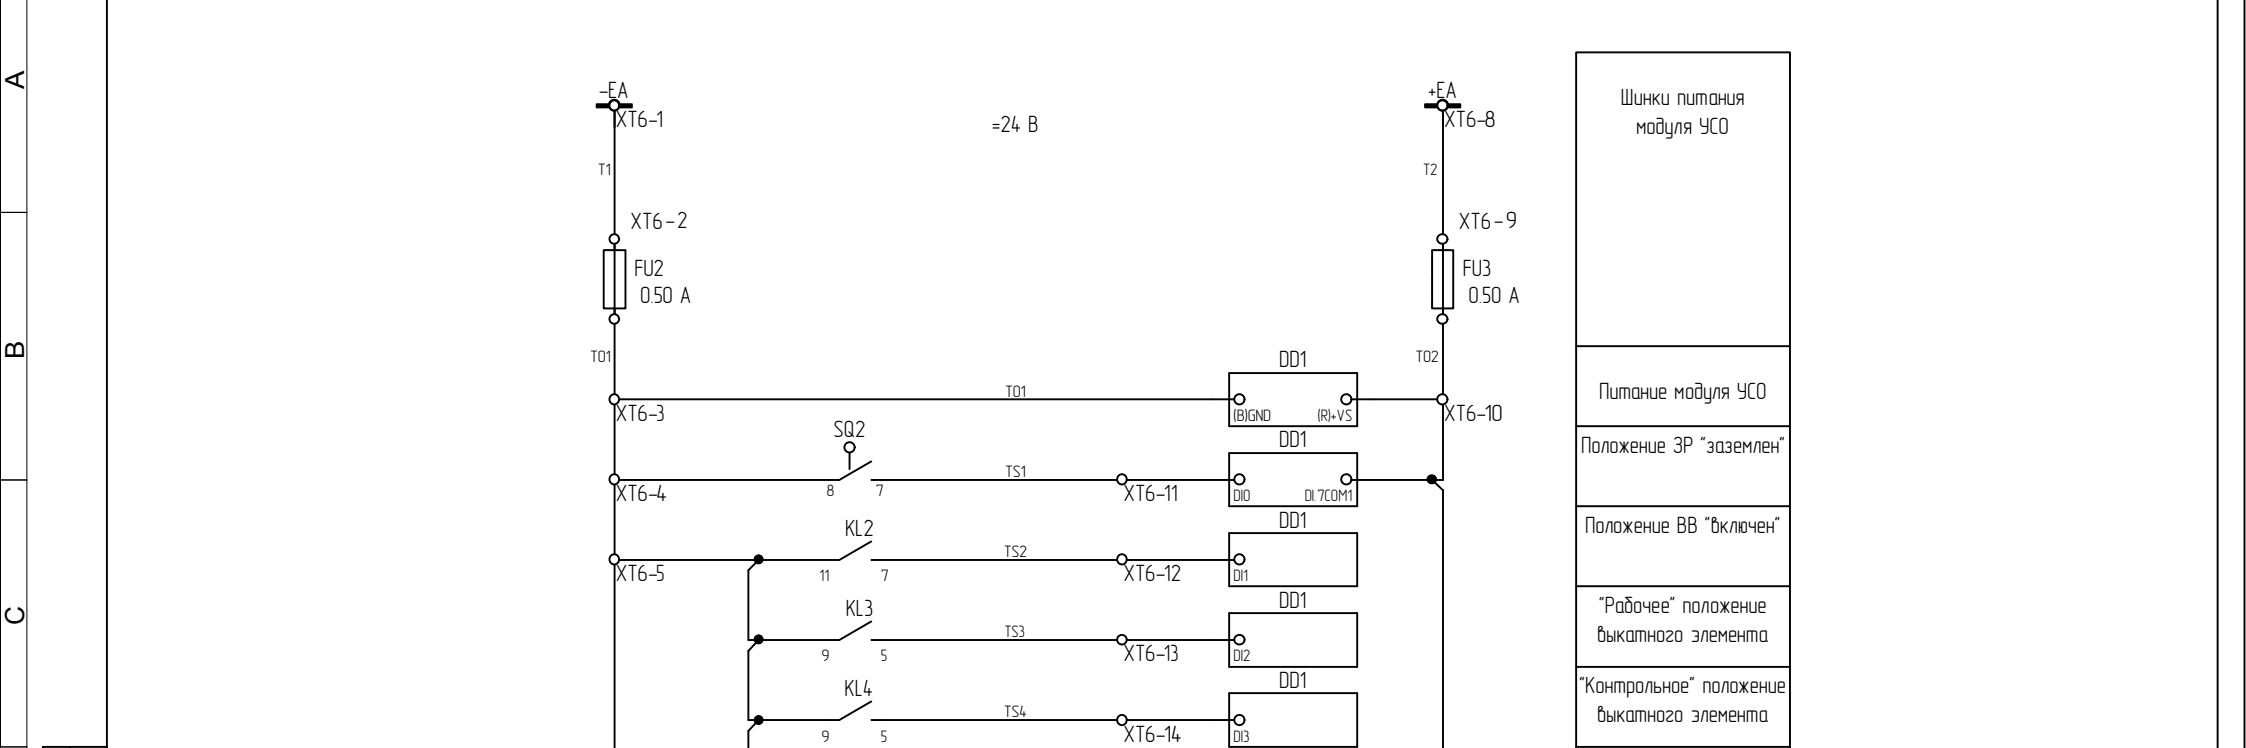 A
B
C
-EA
XT6-1
=24 В
+EA
XT6-8
T1
T2
XT6-2
XT6-9
FU2
0.50 A
FU3
0.50 A
T01
T02
XT6-3
T01
DD1
(B)GND
(R)+VS
XT6-10
SQ2
XT6-4
8
7
TS1
XT6-11
DD1
DI0
DI.7COM1
KL2
XT6-5
11
7
TS2
XT6-12
DD1
DI1
KL3
9
5
TS3
XT6-13
DD1
DI2
KL4
9
5
TS4
XT6-14
DD1
DI3
Шинки питания
модуля УСО
Питание модуля УСО
Положение ЗР "заземлен"
Положение ВВ "включен"
"Рабочее" положение
выкатного элемента
"Контрольное" положение
выкатного элемента